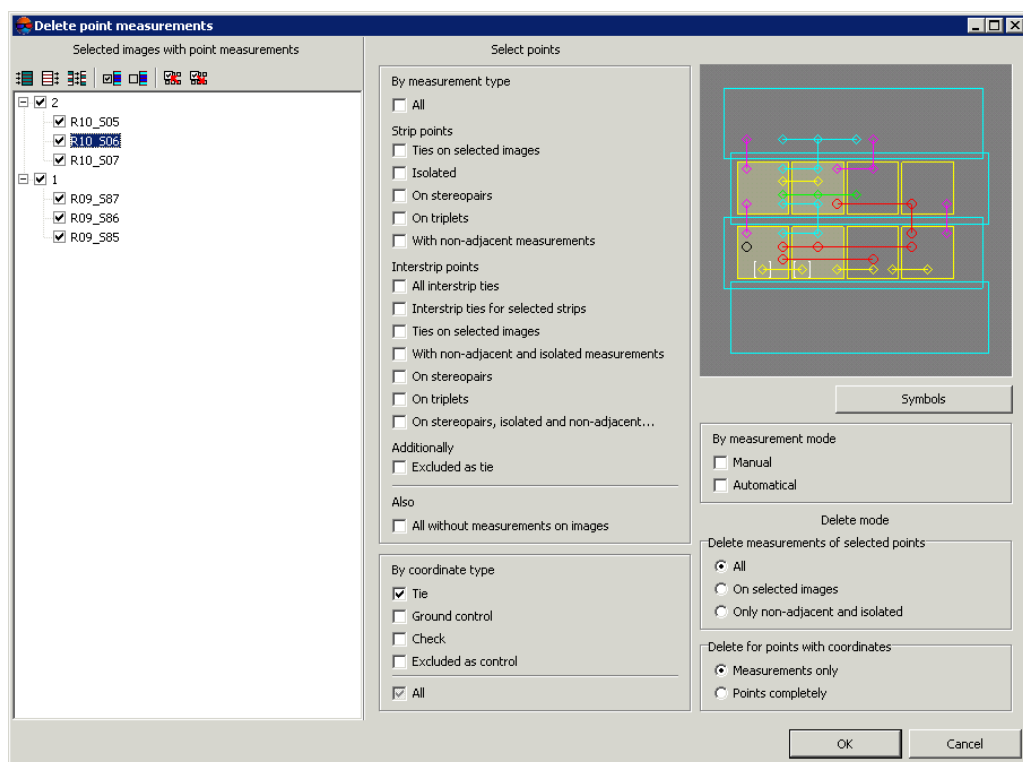 Delete point measurements
Selected images with point measurements
2
R10_S05
R10_S06
R10_S07
1
R09_S87
R09_S86
R09_S85
Select points
By measurement type
All
Strip points
Ties on selected images
Isolated
On stereopairs
On triplets
With non-adjacent measurements
Interstrip points
All interstrip ties
Interstrip ties for selected strips
Ties on selected images
With non-adjacent and isolated measurements
On stereopairs
On triplets
On stereopairs, isolated and non-adjacent...
Additionally
Excluded as tie
Also
All without measurements on images
By coordinate type
Tie
Ground control
Check
Excluded as control
All
Symbols
By measurement mode
Manual
Automatical
Delete mode
Delete measurements of selected points
All
On selected images
Only non-adjacent and isolated
Delete for points with coordinates
Measurements only
Points completely
OK
Cancel